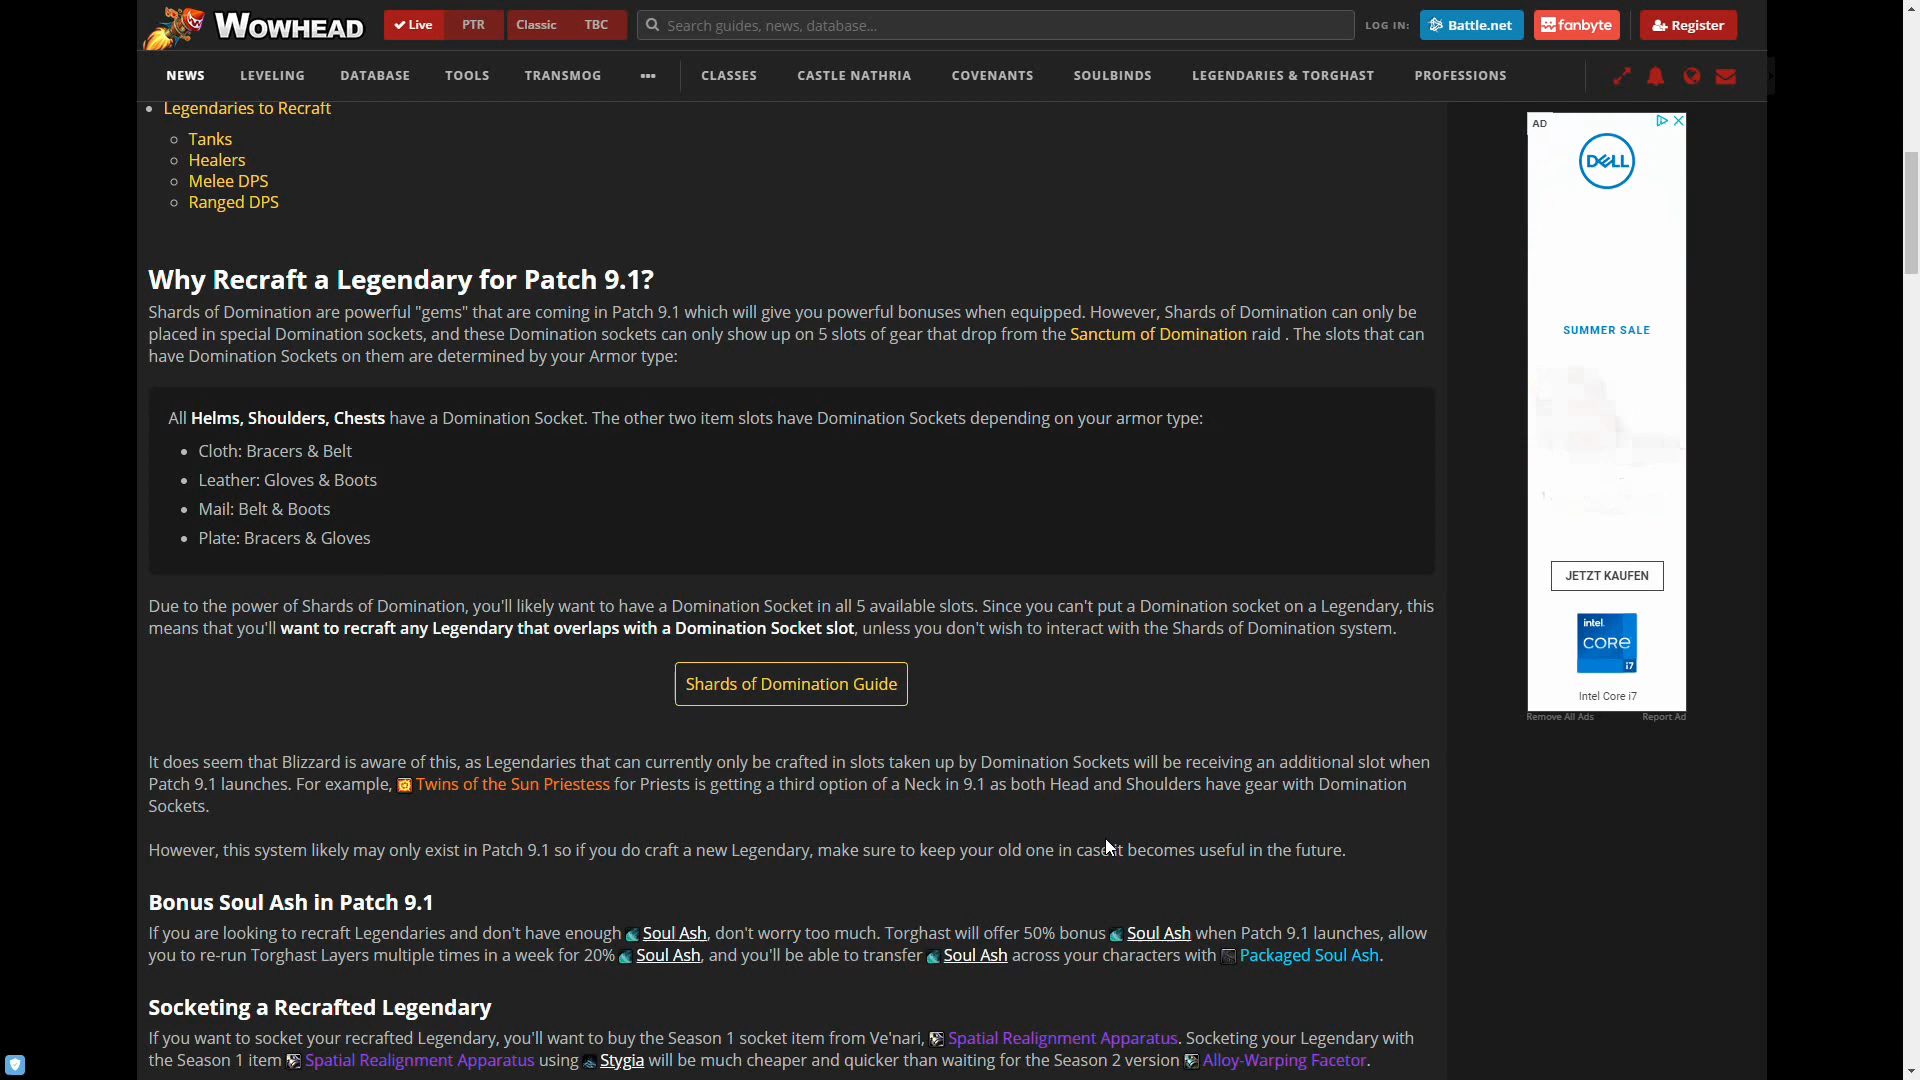 WOWHEAD
Live PTR Classic TBC
Search guides, news, database...
LOG IN: Battle.net fanbyte Register
NEWS LEVELING DATABASE TOOLS TRANSMOG ••• CLASSES CASTLE NATHRIA COVENANTS SOULBINDS LEGENDARIES & TORGHAST PROFESSIONS
• Legendaries to Recraft
Tanks
Healers
Melee DPS
Ranged DPS
Why Recraft a Legendary for Patch 9.1?
Shards of Domination are powerful "gems" that are coming in Patch 9.1 which will give you powerful bonuses when equipped. However, Shards of Domination can only be
placed in special Domination sockets, and these Domination sockets can only show up on 5 slots of gear that drop from the Sanctum of Domination raid . The slots that can
have Domination Sockets on them are determined by your Armor type:
All Helms, Shoulders, Chests have a Domination Socket. The other two item slots have Domination Sockets depending on your armor type:
• Cloth: Bracers & Belt
• Leather: Gloves & Boots
• Mail: Belt & Boots
• Plate: Bracers & Gloves
Due to the power of Shards of Domination, you'll likely want to have a Domination Socket in all 5 available slots. Since you can't put a Domination socket on a Legendary, this
means that you'll want to recraft any Legendary that overlaps with a Domination Socket slot, unless you don't wish to interact with the Shards of Domination system.
Shards of Domination Guide
It does seem that Blizzard is aware of this, as Legendaries that can currently only be crafted in slots taken up by Domination Sockets will be receiving an additional slot when
Patch 9.1 launches. For example, Twins of the Sun Priestess for Priests is getting a third option of a Neck in 9.1 as both Head and Shoulders have gear with Domination
Sockets.
However, this system likely may only exist in Patch 9.1 so if you do craft a new Legendary, make sure to keep your old one in case it becomes useful in the future.
Bonus Soul Ash in Patch 9.1
If you are looking to recraft Legendaries and don't have enough Soul Ash, don't worry too much. Torghast will offer 50% bonus Soul Ash when Patch 9.1 launches, allow
you to re-run Torghast Layers multiple times in a week for 20% Soul Ash, and you'll be able to transfer Soul Ash across your characters with Packaged Soul Ash.
Socketing a Recrafted Legendary
If you want to socket your recrafted Legendary, you'll want to buy the Season 1 socket item from Ve'nari, Spatial Realignment Apparatus. Socketing your Legendary with
the Season 1 item Spatial Realignment Apparatus using Stygia will be much cheaper and quicker than waiting for the Season 2 version Alloy-Warping Facetor.
AD
DELL
SUMMER SALE
JETZT KAUFEN
intel.
CORE
i7
Intel Core i7
Remove All Ads Report Ad